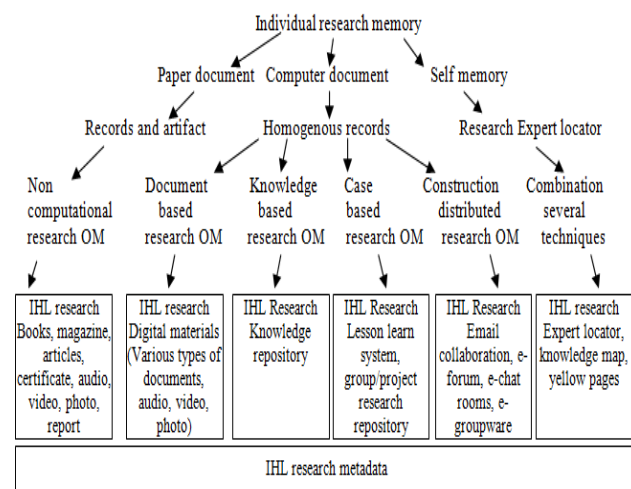 Individual research memory
Paper document
Computer document
Self memory
Records and artifact
Homogenous records
Research Expert locator
Non
computational
research OM
Document
based
research OM
Knowledge
based
research OM
Case
based
research OM
Construction
distributed
research OM
Combination
several
techniques
IHL research
Books, magazine,
articles,
certificate, audio,
video, photo,
report
IHL research
Digital materials
(Various types of
documents,
audio, video,
photo)
IHL Research
Knowledge
repository
IHL Research
Lesson learn
system,
group/project
research
repository
IHL Research
Email
collaboration, e-
forum, e-chat
rooms, e-
groupware
IHL research
Expert locator,
knowledge map,
yellow pages
IHL research metadata